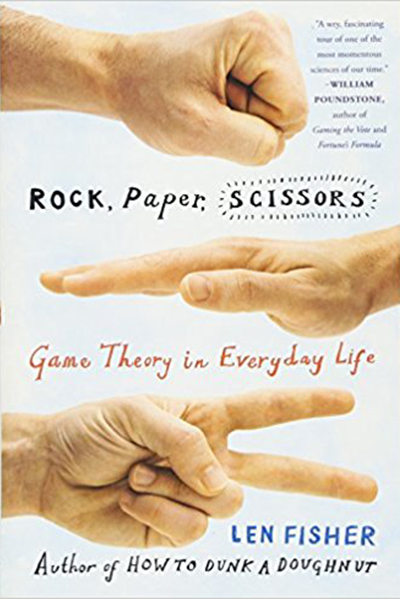 "A wry, fascinating
tour of one of the
most momentous
sciences of our time."
–WILLIAM
POUNDSTONE,
author of
Gaming the Vote and
Fortune's Formula
ROCK, Paper, SCISSORS
Game Theory in Everyday Life
LEN FISHER
Author of HOW TO DUNK A DOUGHNUT